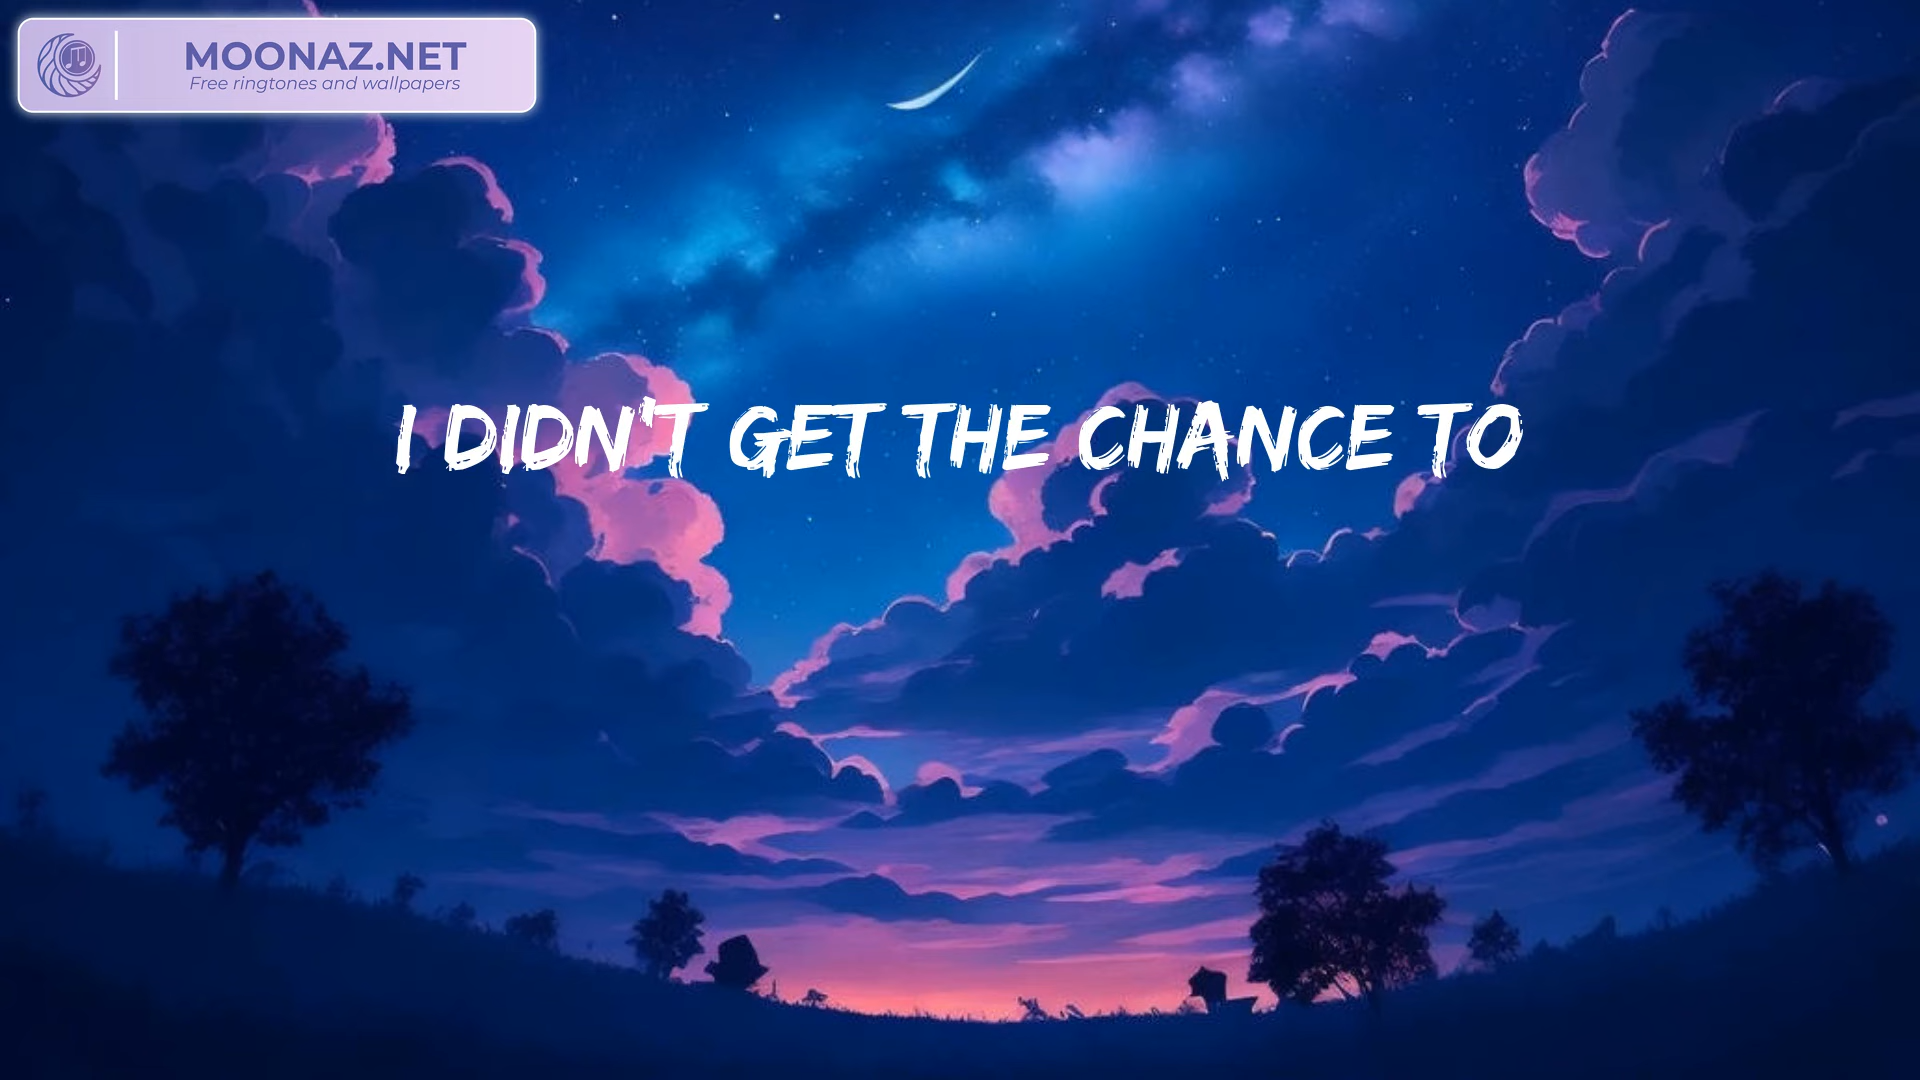 MOONAZ.NET
Free ringtones and wallpapers
I DIDN'T GET THE CHANCE TO